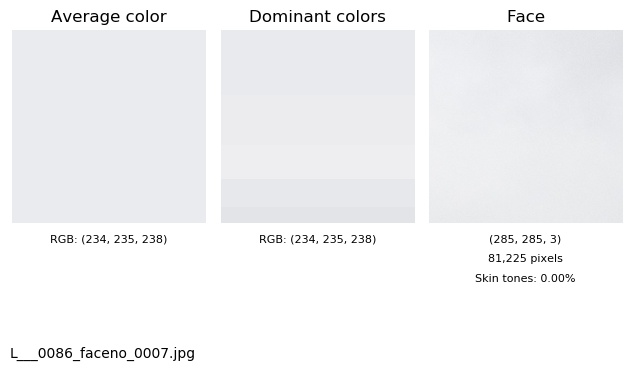 Average color
Dominant colors
Face
RGB: (234, 235, 238)
RGB: (234, 235, 238)
(285, 285, 3)
81,225 pixels
Skin tones: 0.00%
L___0086_faceno_0007.jpg